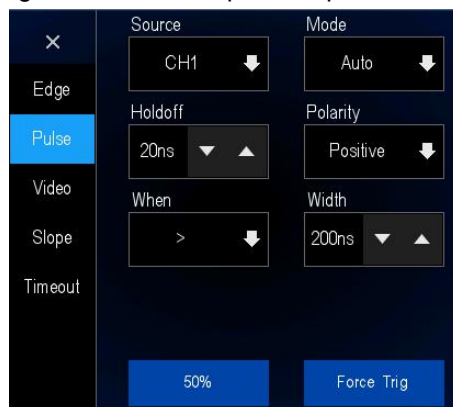 Source Mode
×
CH1 Auto
Edge
Holdoff Polarity
Pulse
20ns Positive
Video
When Width
Slope
> 200ns
Timeout
50% Force Trig